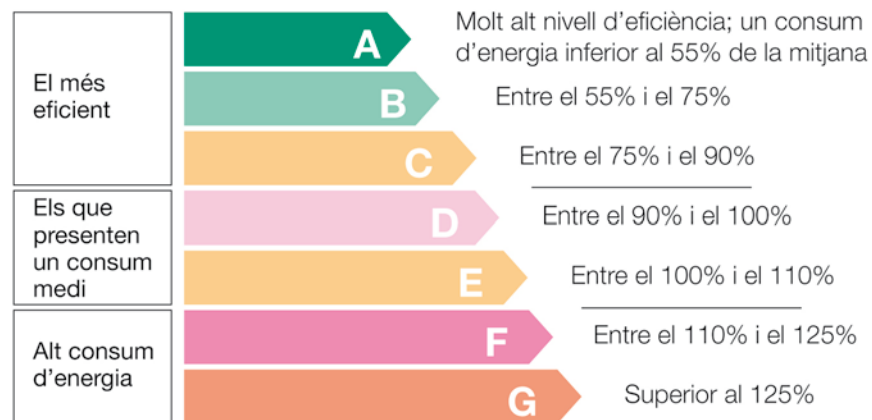 El més
eficient
A
Molt alt nivell d'eficiència; un consum
d'energia inferior al 55% de la mitjana
B
Entre el 55% i el 75%
C
Entre el 75% i el 90%
Els que
presenten
un consum
medi
D
Entre el 90% i el 100%
E
Entre el 100% i el 110%
Alt consum
d'energia
F
Entre el 110% i el 125%
G
Superior al 125%